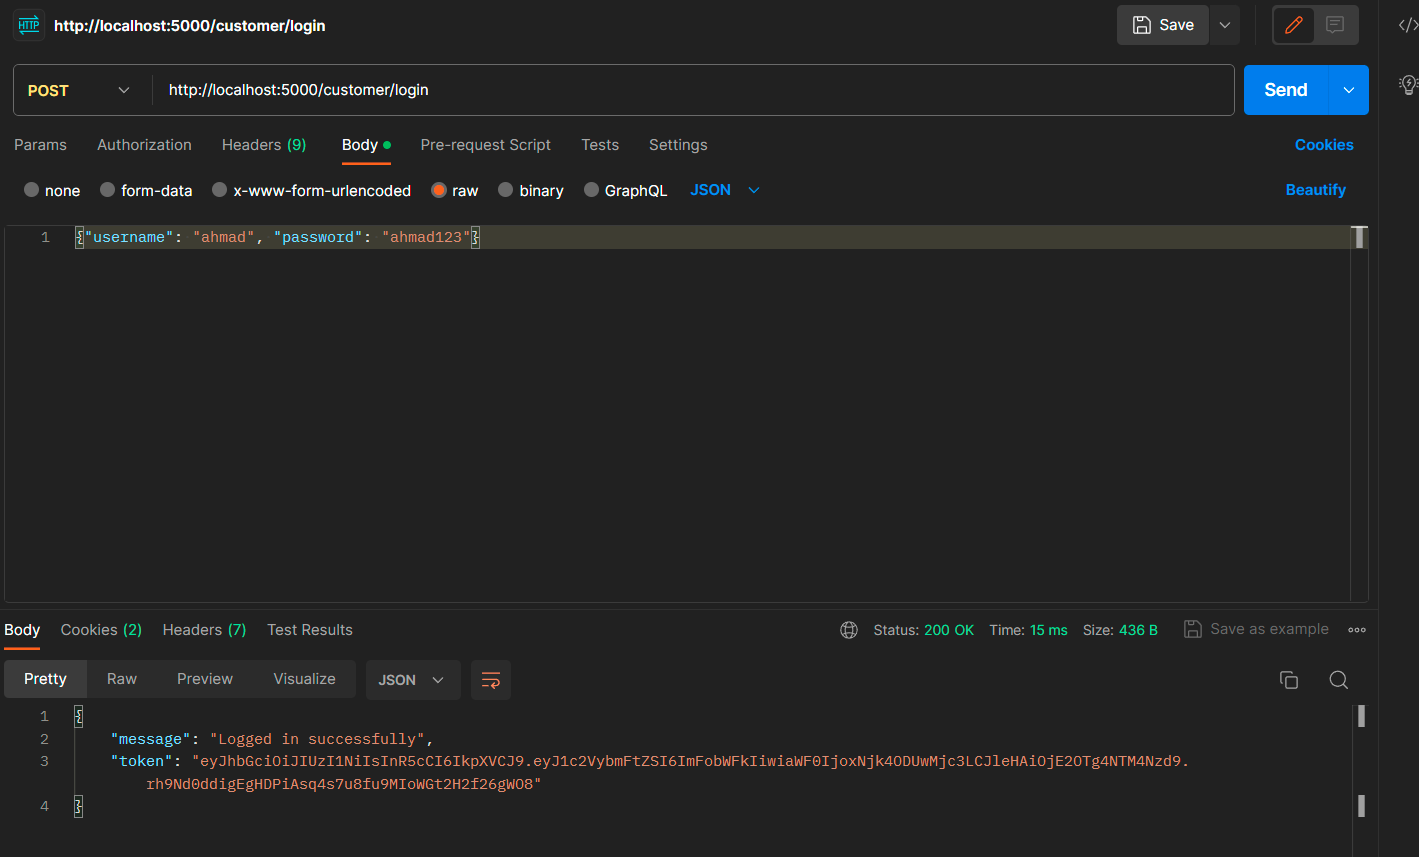 HTTP http://localhost:5000/customer/login Save
POST http://localhost:5000/customer/login Send
Params Authorization Headers (9) Body Pre-request Script Tests Settings Cookies
none form-data x-www-form-urlencoded raw binary GraphQL JSON Beautify
1 {"username": "ahmad", "password": "ahmad123"}
Body Cookies (2) Headers (7) Test Results Status: 200 OK Time: 15 ms Size: 436 B Save as example
Pretty Raw Preview Visualize JSON
1 {
2 "message": "Logged in successfully",
3 "token": "eyJhbGciOiJIUzI1NiIsInR5cCI6IkpXVCJ9.eyJ1c2VybmFtZSI6ImFobWFkIiwiaWF0IjoxNjk4ODUwMjc3LCJleHAiOjE2OTg4NTM4Nzd9.
rh9Nd0ddigEgHDPiAsq4s7u8fu9MIoWGt2H2f26gWO8"
4 }